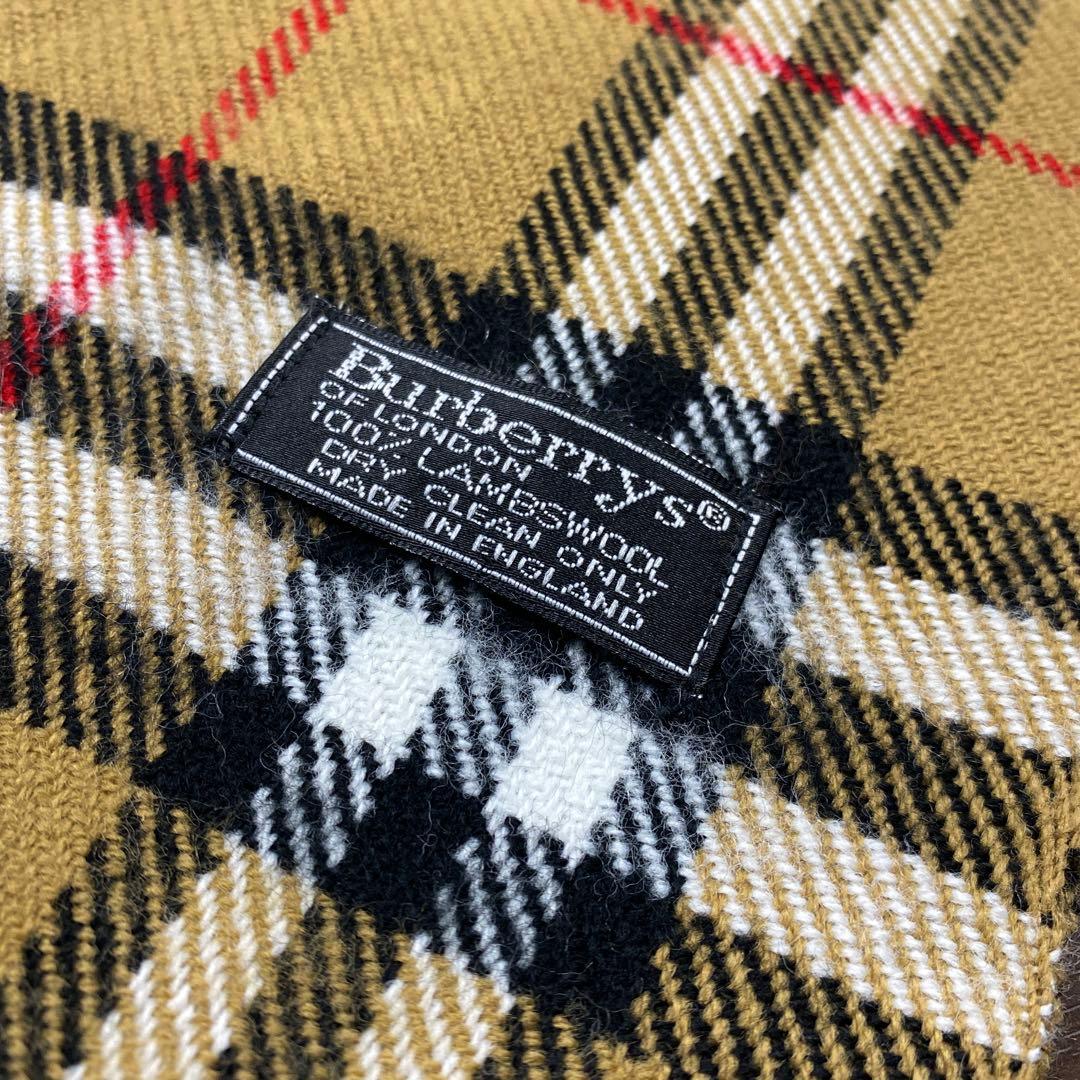 Burberrys®
OF LONDON
100% LAMBSWOOL
DRY CLEAN ONLY
MADE IN ENGLAND